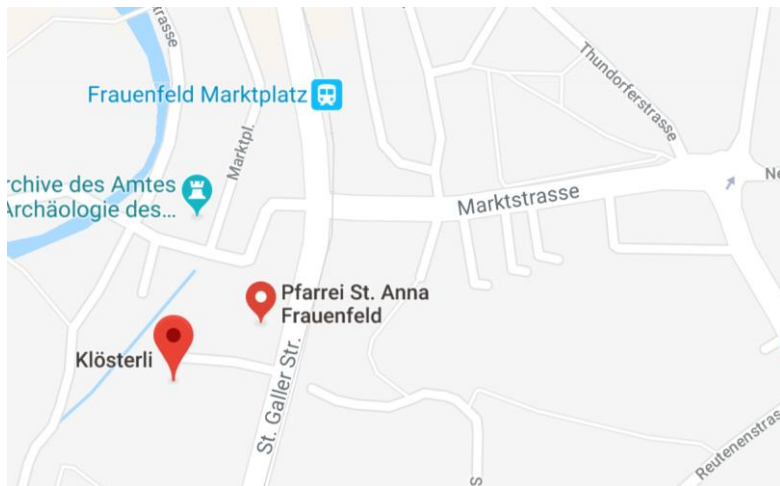 rasse
Frauenfeld Marktplatz
Thundorferstrasse
Marktpl.
rchive des Amtes
Archäologie des...
Marktstrasse
Ne
Pfarrei St. Anna
Frauenfeld
Klösterli
St. Galler Str.
Reutenenstras
S